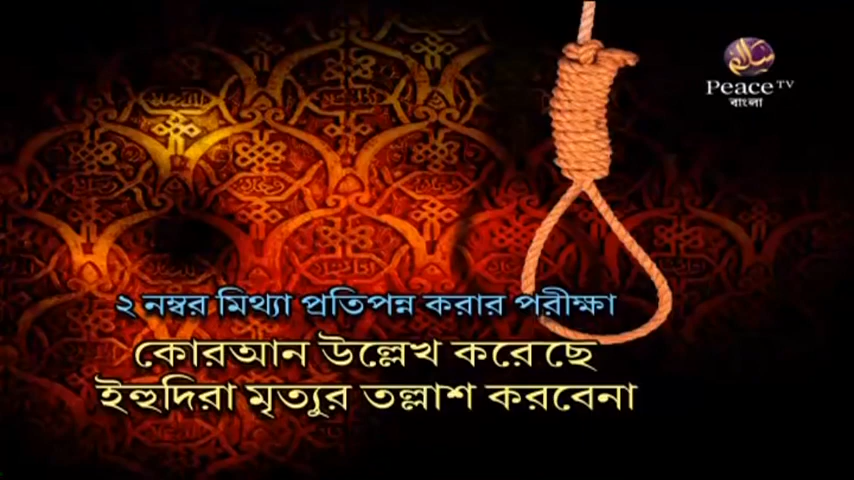 Peace TV
বাংলা
২ নম্বর মিথ্যা প্রতিপন্ন করার পরীক্ষা
কোরআন উল্লেখ করেছে
ইহুদিরা মৃত্যুর তল্লাশ করবেনা